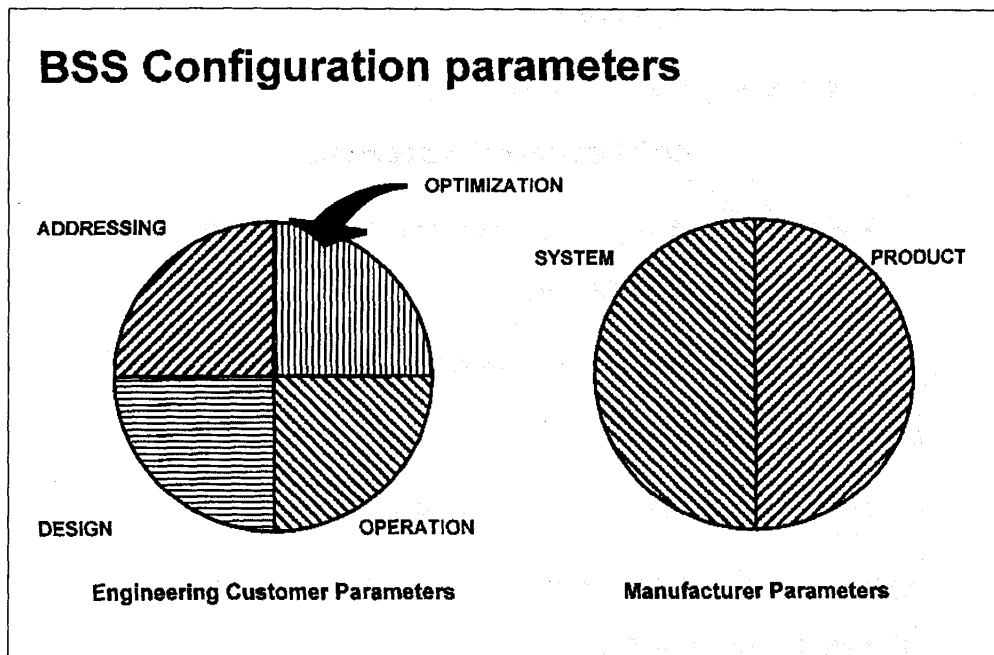 BSS Configuration parameters
OPTIMIZATION
ADDRESSING
SYSTEM
PRODUCT
DESIGN
OPERATION
Engineering Customer Parameters
Manufacturer Parameters